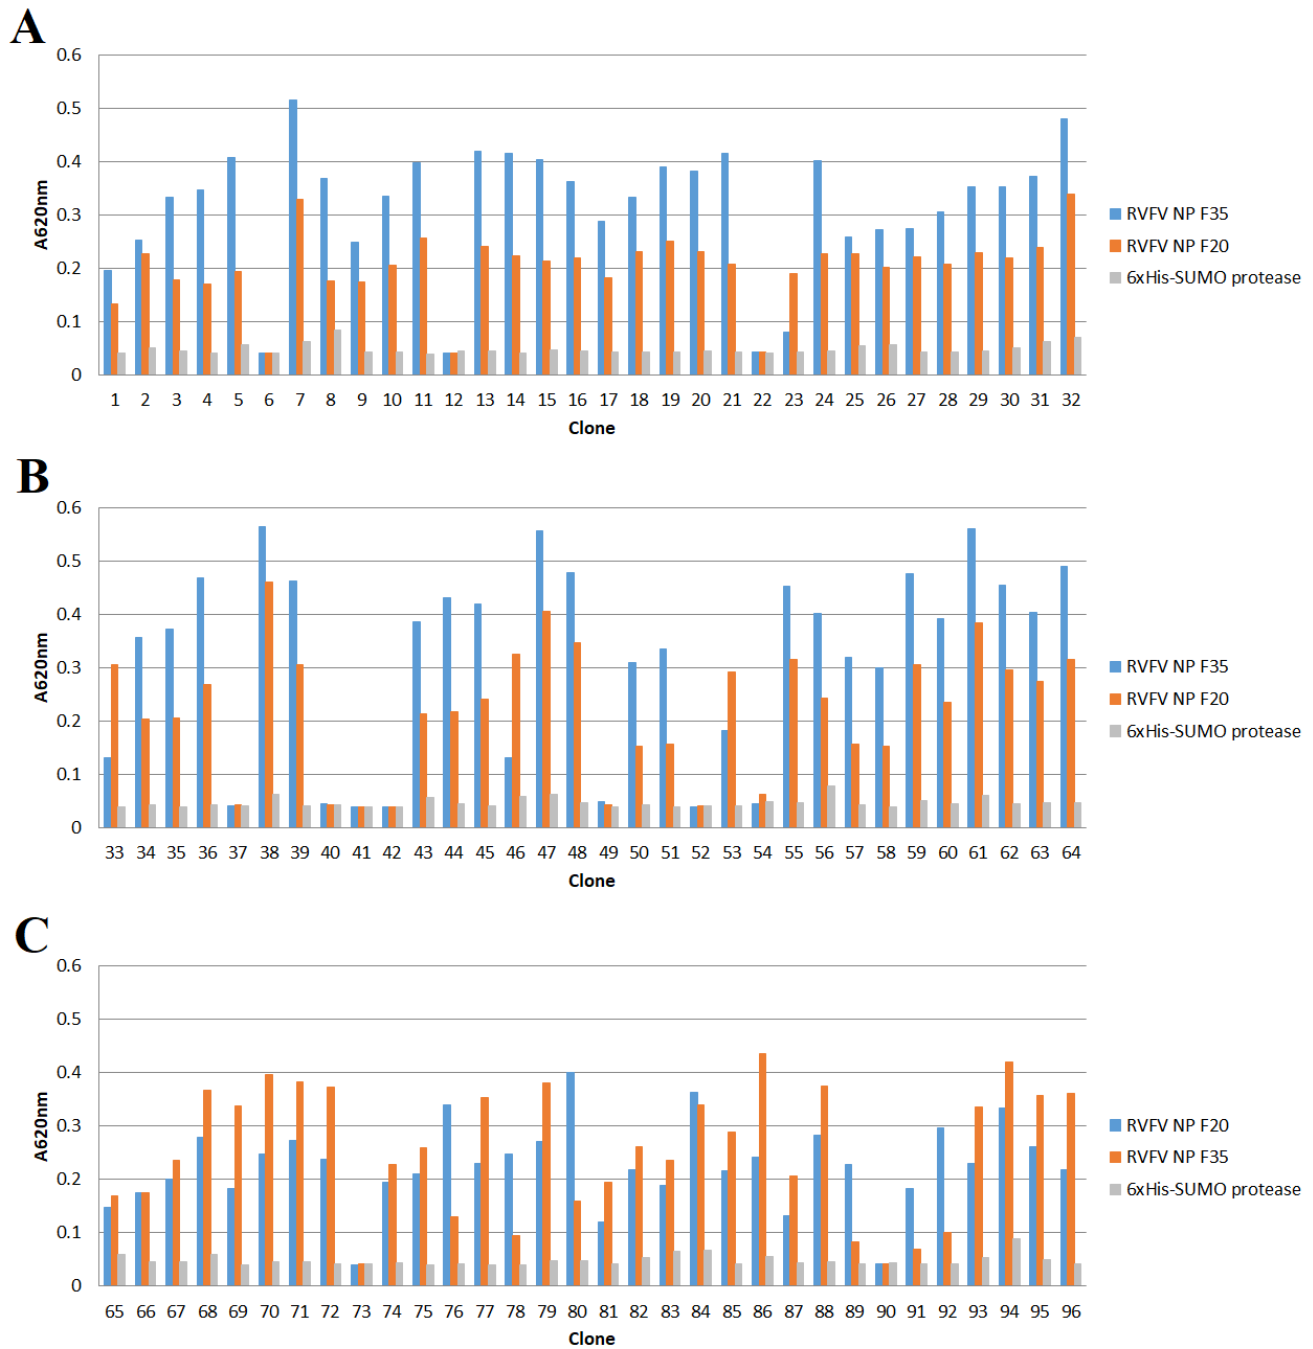 A
0.6
0.5
0.4
0.3
0.2
0.1
0
A620nm
1 2 3 4 5 6 7 8 9 10 11 12 13 14 15 16 17 18 19 20 21 22 23 24 25 26 27 28 29 30 31 32
Clone
RVFV NP F35
RVFV NP F20
6xHis-SUMO protease
B
0.6
0.5
0.4
0.3
0.2
0.1
0
A620nm
33 34 35 36 37 38 39 40 41 42 43 44 45 46 47 48 49 50 51 52 53 54 55 56 57 58 59 60 61 62 63 64
Clone
RVFV NP F35
RVFV NP F20
6xHis-SUMO protease
C
0.6
0.5
0.4
0.3
0.2
0.1
0
A620nm
65 66 67 68 69 70 71 72 73 74 75 76 77 78 79 80 81 82 83 84 85 86 87 88 89 90 91 92 93 94 95 96
Clone
RVFV NP F20
RVFV NP F35
6xHis-SUMO protease